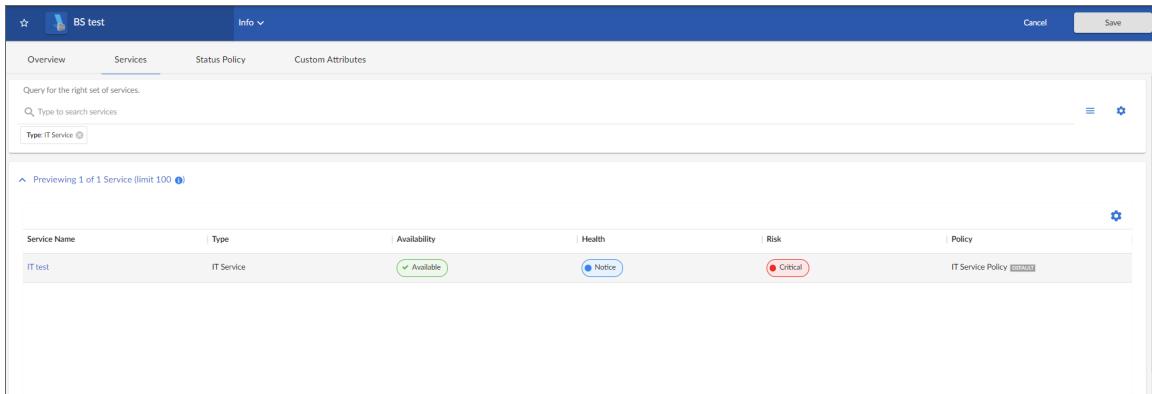 BS test
Info
Cancel
Save
Overview
Services
Status Policy
Custom Attributes
Query for the right set of services.
Type to search services
Type: IT Service
Previewing 1 of 1 Service (limit 100 )
Service Name
Type
Availability
Health
Risk
Policy
IT test
IT Service
Available
Notice
Critical
IT Service Policy DEFAULT